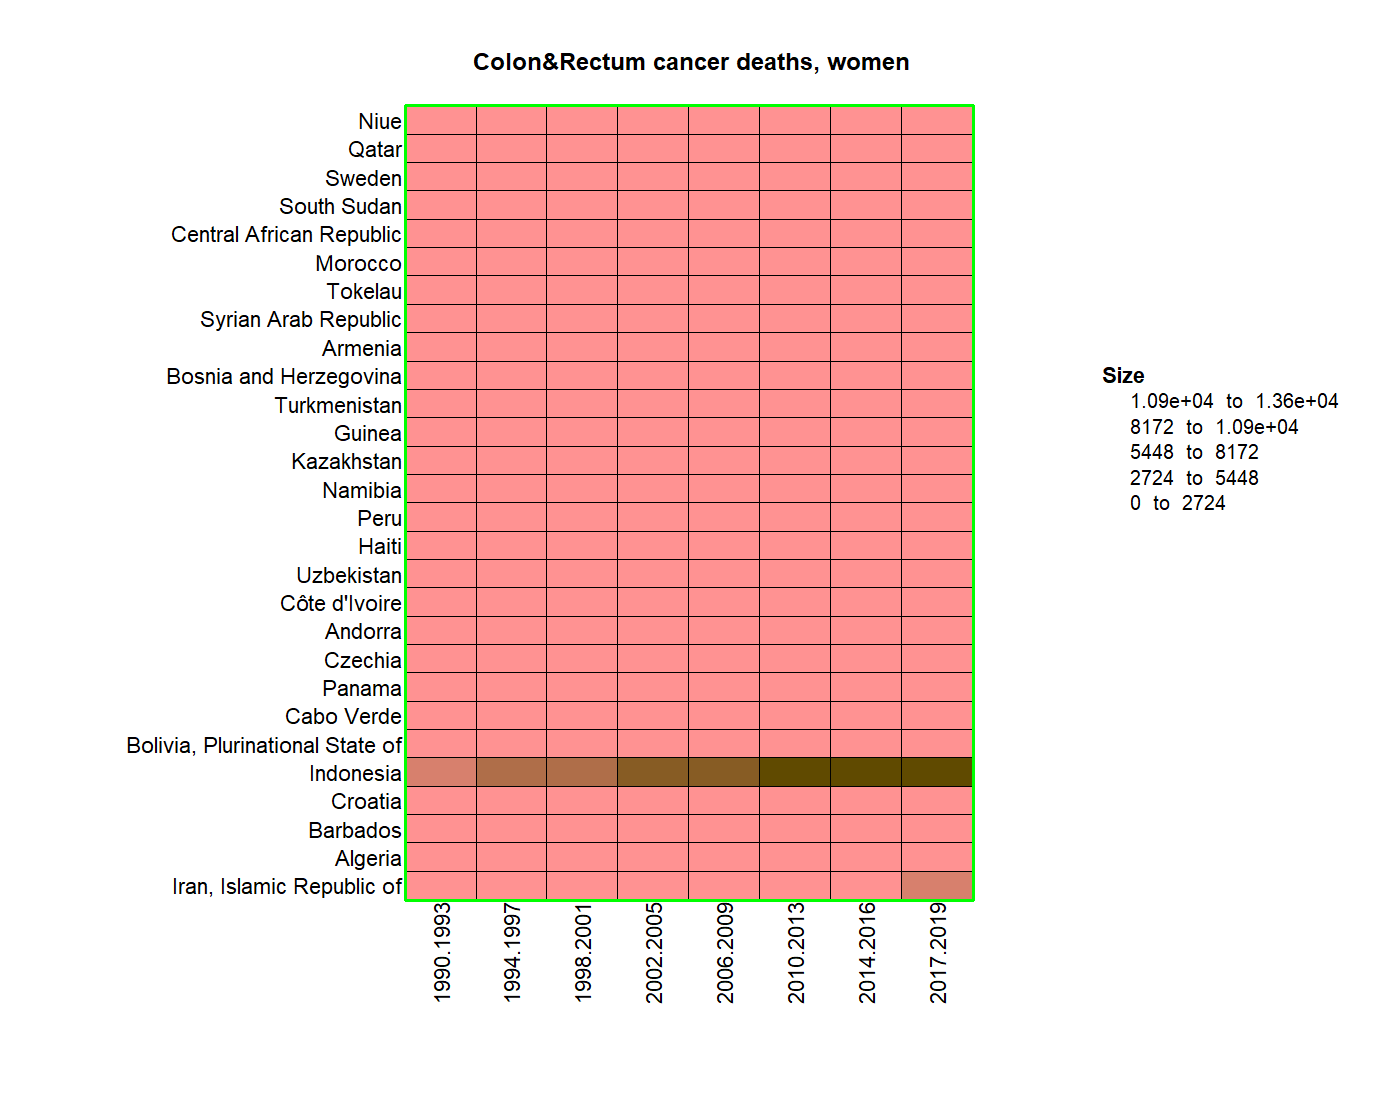 Colon&Rectum cancer deaths, women
Niue
Qatar
Sweden
South Sudan
Central African Republic
Morocco
Tokelau
Syrian Arab Republic
Armenia
Bosnia and Herzegovina
Turkmenistan
Guinea
Kazakhstan
Namibia
Peru
Haiti
Uzbekistan
Côte d'Ivoire
Andorra
Czechia
Panama
Cabo Verde
Bolivia, Plurinational State of
Indonesia
Croatia
Barbados
Algeria
Iran, Islamic Republic of
1990.1993
1994.1997
1998.2001
2002.2005
2006.2009
2010.2013
2014.2016
2017.2019
Size
1.09e+04 to 1.36e+04
8172 to 1.09e+04
5448 to 8172
2724 to 5448
0 to 2724